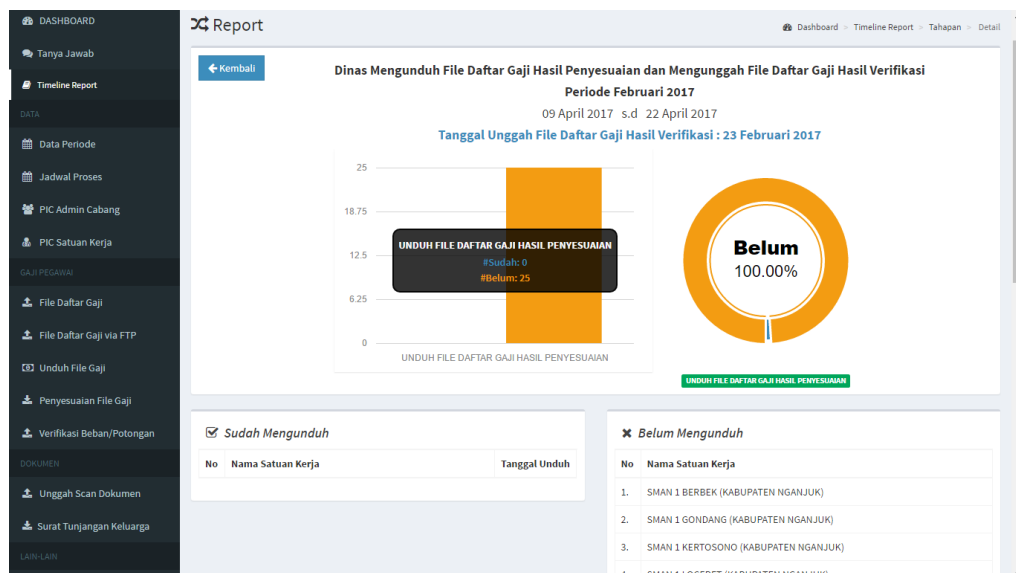 DASHBOARD
Tanya Jawab
Timeline Report
DATA
Data Periode
Jadwal Proses
PIC Admin Cabang
PIC Satuan Kerja
GAJI PEGAWAI
File Daftar Gaji
File Daftar Gaji via FTP
Unduh File Gaji
Penyesuaian File Gaji
Verifikasi Beban/Potongan
DOKUMEN
Unggah Scan Dokumen
Surat Tunjangan Keluarga
LAIN-LAIN
Report
Dashboard > Timeline Report > Tahapan > Detail
Kembali
Dinas Mengunduh File Daftar Gaji Hasil Penyesuaian dan Mengunggah File Daftar Gaji Hasil Verifikasi
Periode Februari 2017
09 April 2017 s.d 22 April 2017
Tanggal Unggah File Daftar Gaji Hasil Verifikasi : 23 Februari 2017
25
18.75
12.5
6.25
0
UNDUH FILE DAFTAR GAJI HASIL PENYESUAIAN
#Sudah: 0
#Belum: 25
UNDUH FILE DAFTAR GAJI HASIL PENYESUAIAN
Belum
100.00%
UNDUH FILE DAFTAR GAJI HASIL PENYESUAIAN
Sudah Mengunduh
No Nama Satuan Kerja Tanggal Unduh
Belum Mengunduh
No Nama Satuan Kerja
1. SMAN 1 BERBEK (KABUPATEN NGANJUK)
2. SMAN 1 GONDANG (KABUPATEN NGANJUK)
3. SMAN 1 KERTOSONO (KABUPATEN NGANJUK)